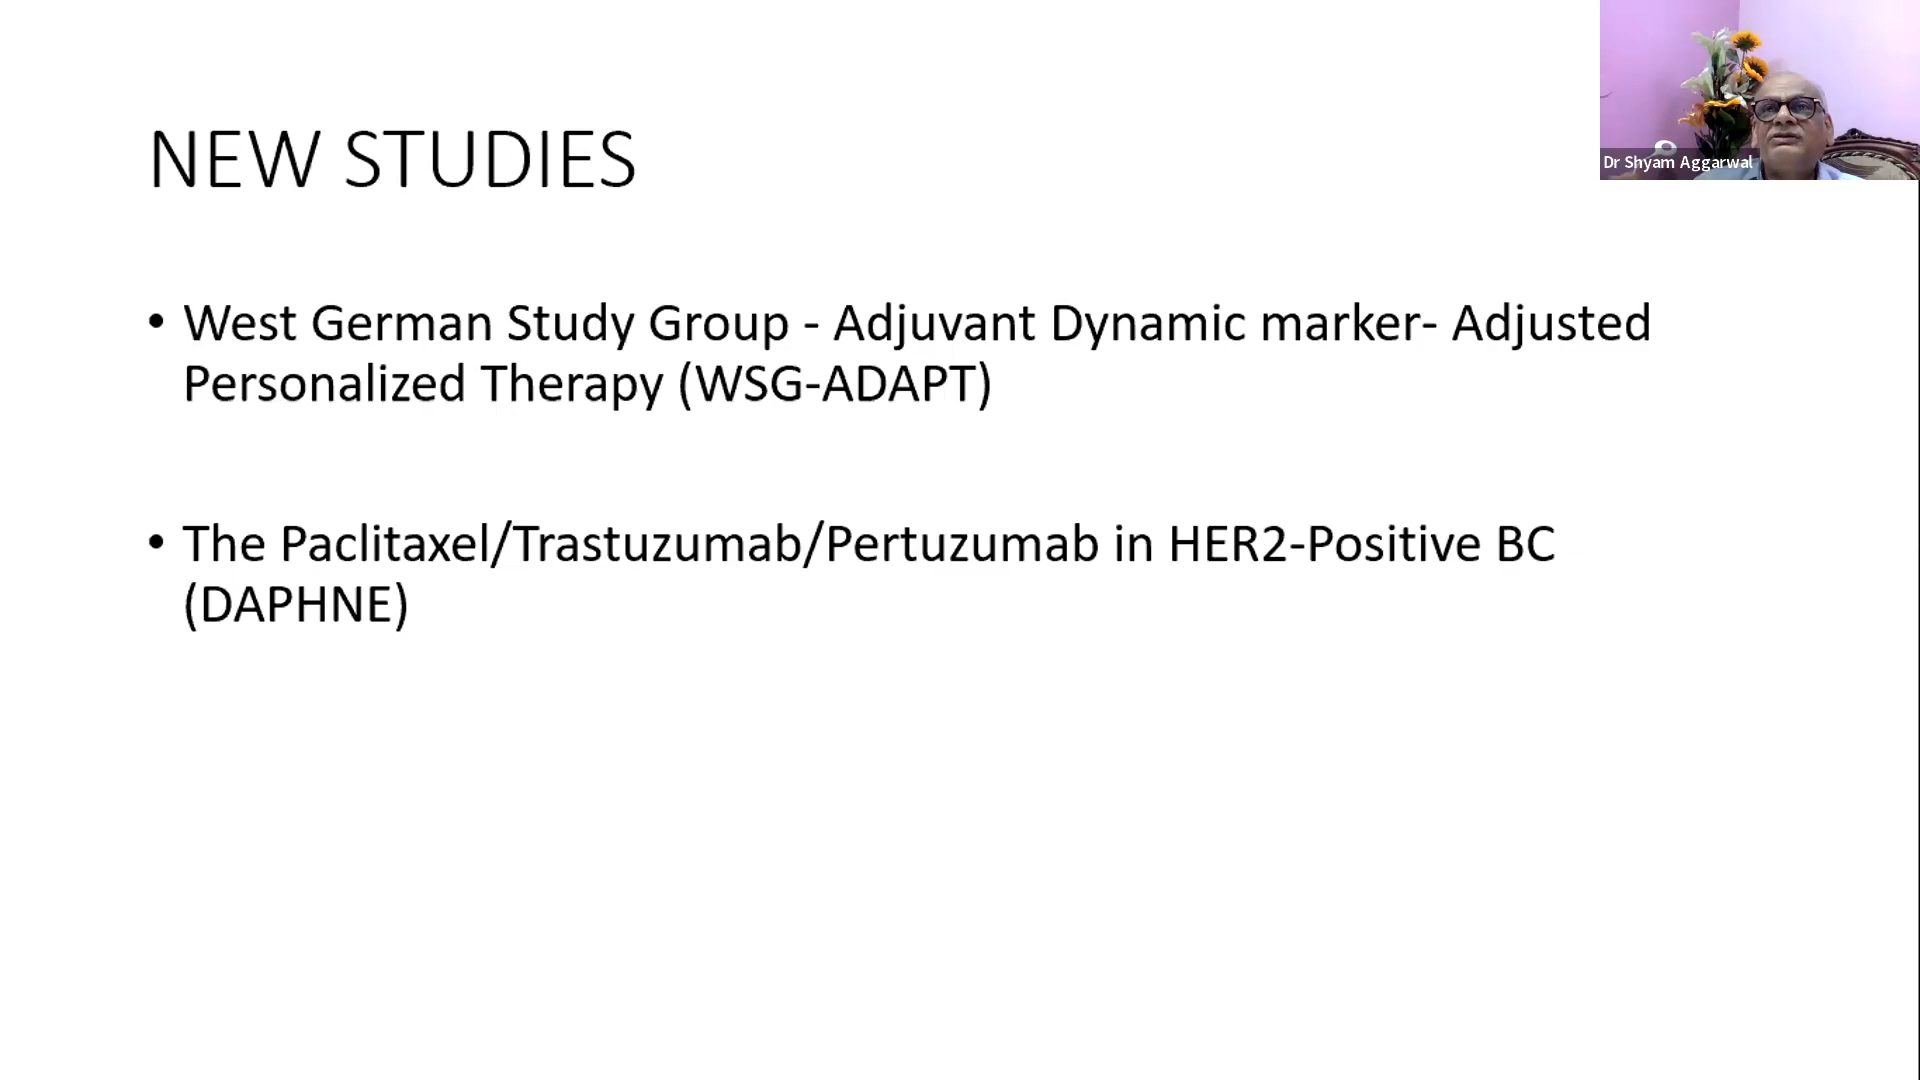 Dr Shyam Aggarwal
NEW STUDIES
• West German Study Group - Adjuvant Dynamic marker- Adjusted
Personalized Therapy (WSG-ADAPT)
• The Paclitaxel/Trastuzumab/Pertuzumab in HER2-Positive BC
(DAPHNE)